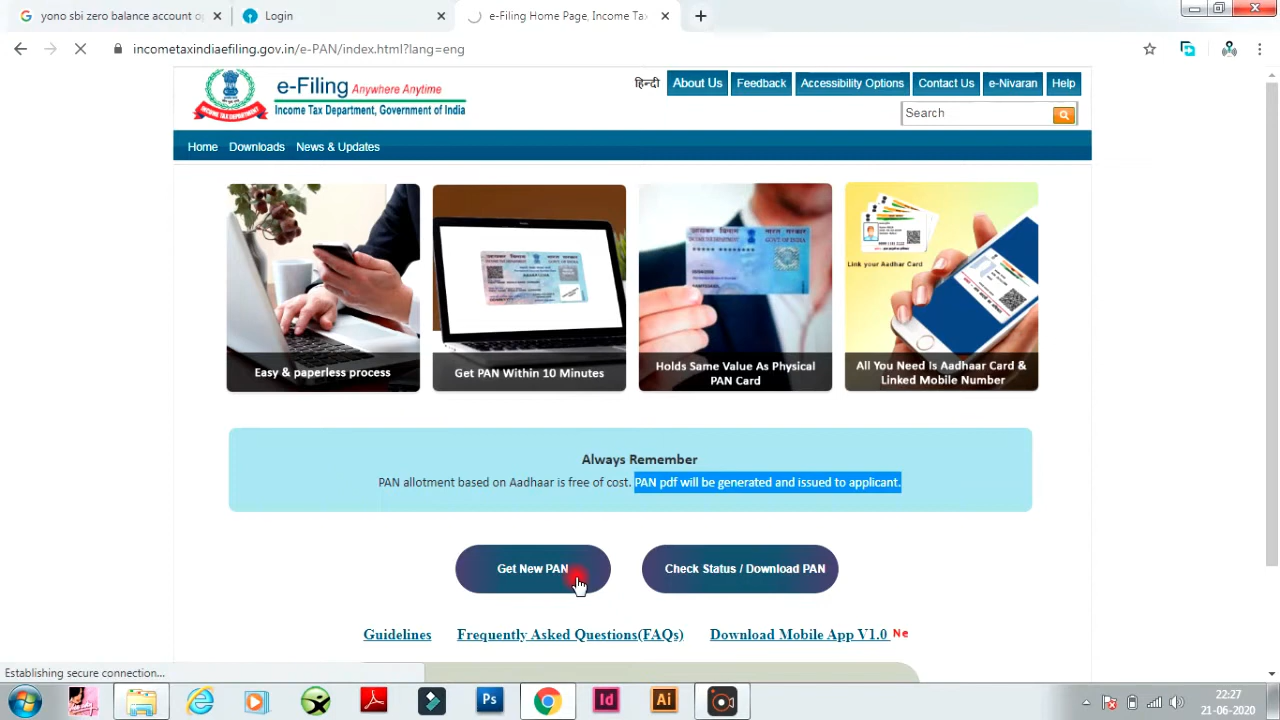 yono sbi zero balance account o
Login
e-Filing Home Page, Income Tax
incometaxindiaefiling.gov.in/e-PAN/index.html?lang=eng
e-Filing Anywhere Anytime
Income Tax Department, Government of India
हिन्दी About Us Feedback Accessibility Options Contact Us e-Nivaran Help
Search
Home Downloads News & Updates
Easy & paperless process
Get PAN Within 10 Minutes
Holds Same Value As Physical
PAN Card
Link your Aadhar Card
All You Need Is Aadhaar Card &
Linked Mobile Number
Always Remember
PAN allotment based on Aadhaar is free of cost. PAN pdf will be generated and issued to applicant.
Get New PAN
Check Status / Download PAN
Guidelines Frequently Asked Questions(FAQs) Download Mobile App V1.0 Ne
Establishing secure connection...
Ps
Id
Ai
22:27
21-06-2020